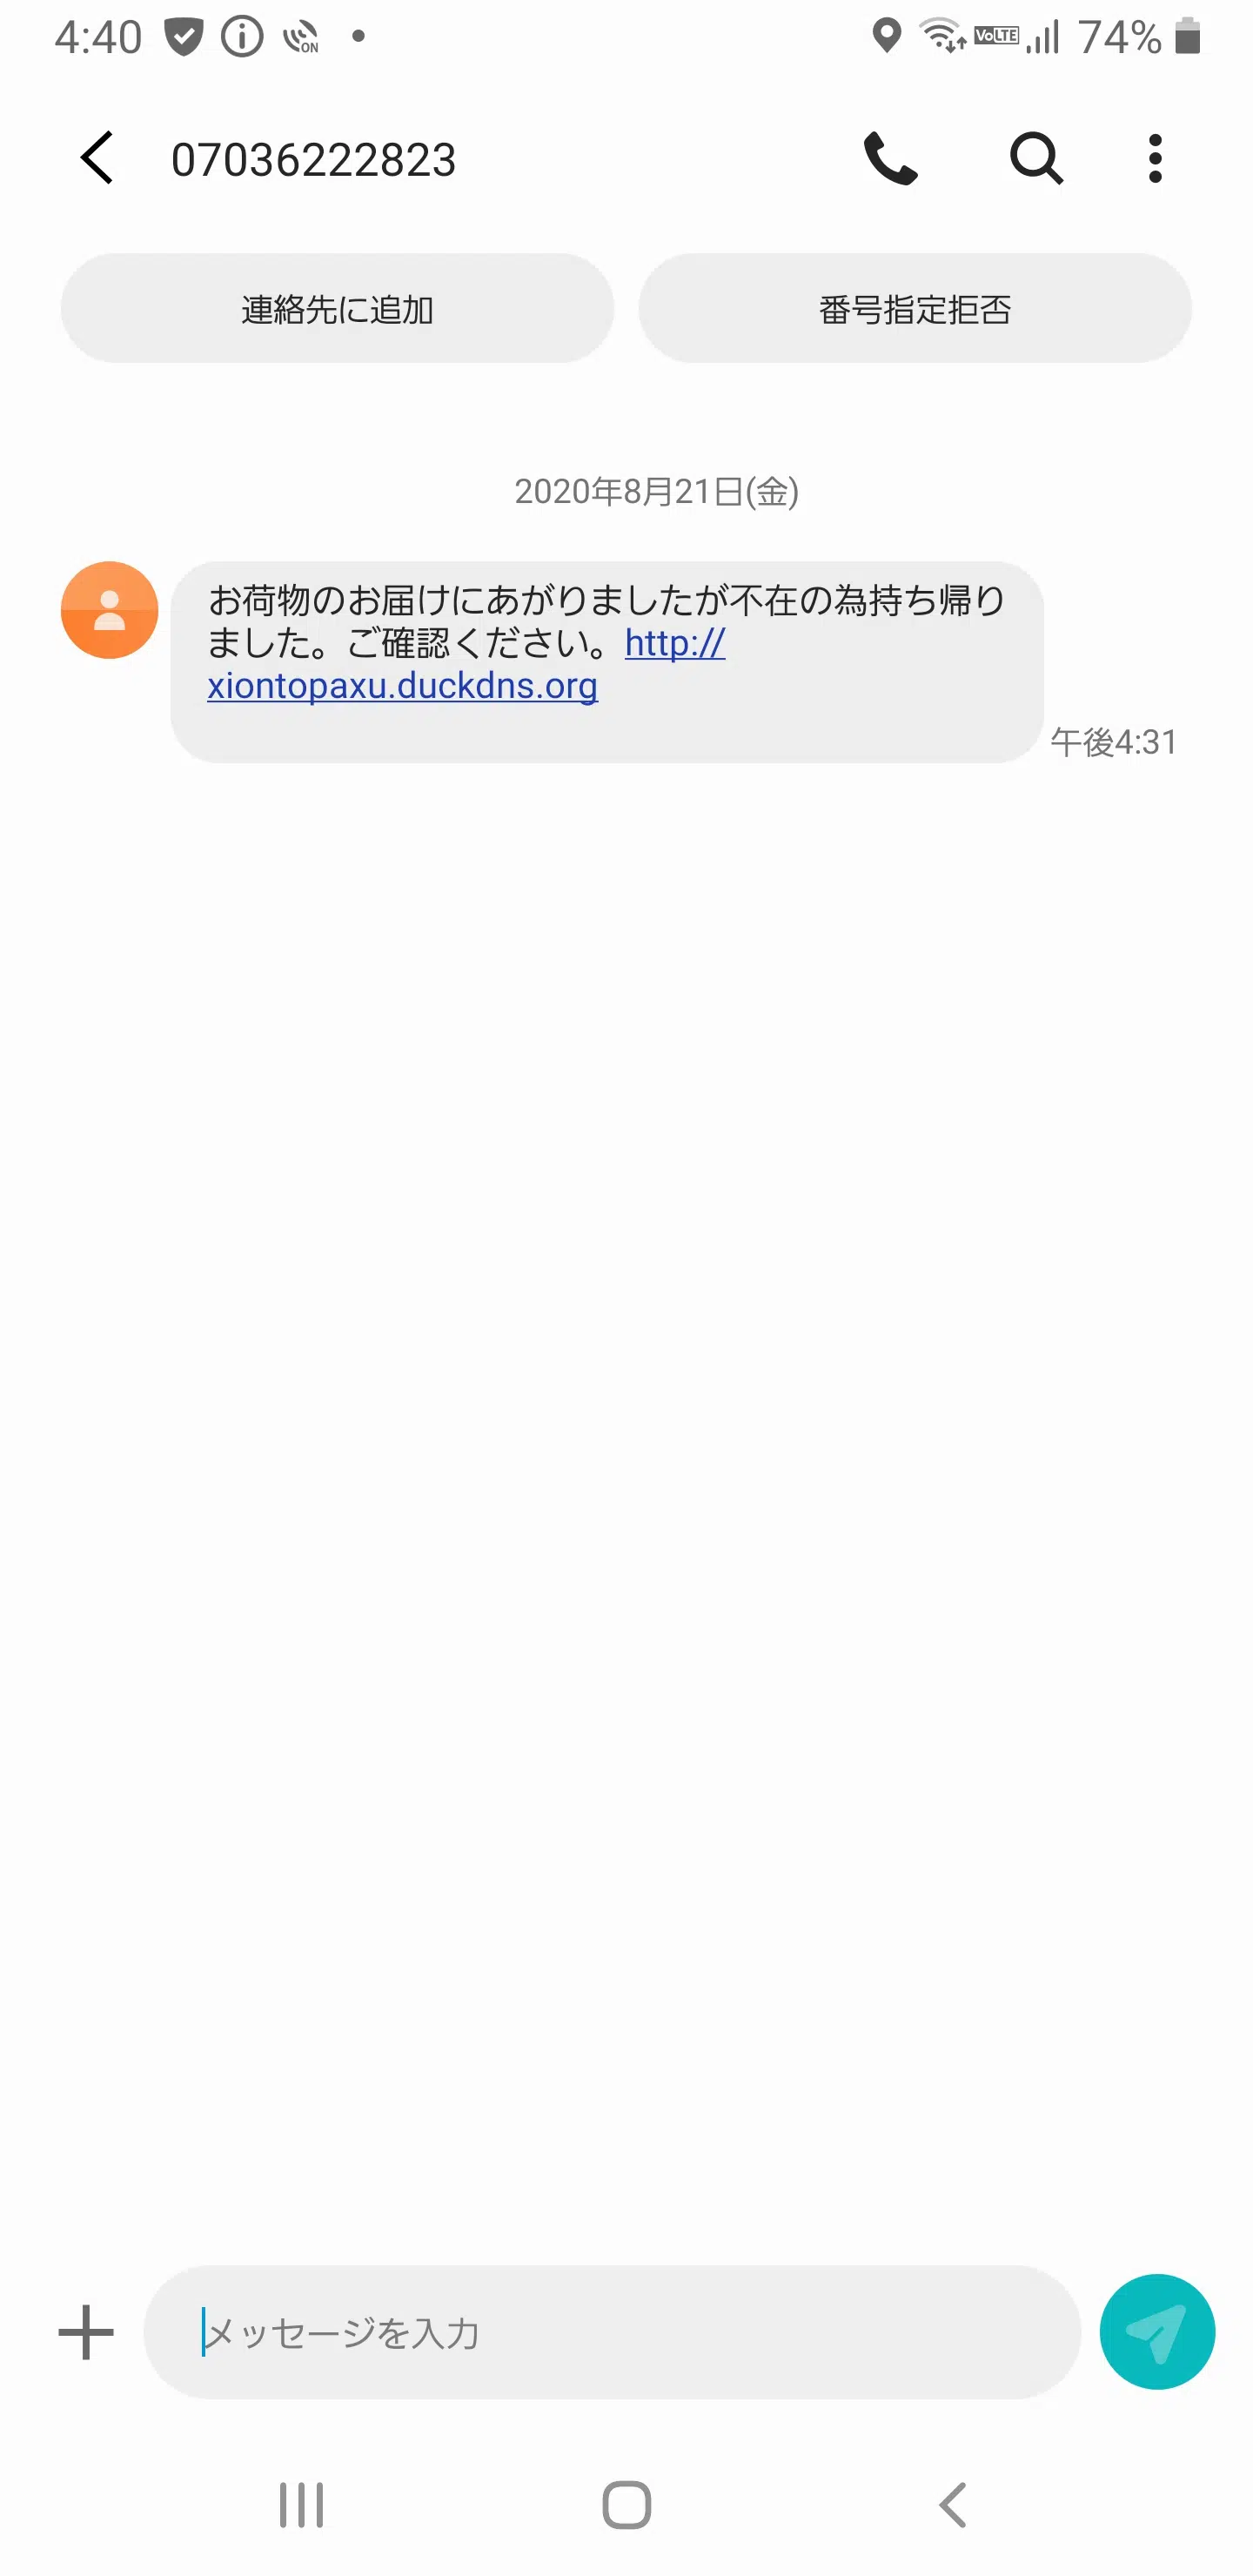 4:40 ON VoLTE 74%
07036222823
連絡先に追加 番号指定拒否
2020年8月21日(金)
お荷物のお届けにあがりましたが不在の為持ち帰り
ました。ご確認ください。http://
xiontopaxu.duckdns.org
午後4:31
メッセージを入力